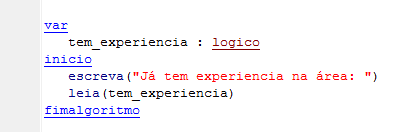 var
tem_experiencia : logico
inicio
escreva("Já tem experiencia na área: ")
leia(tem_experiencia)
fimalgoritmo